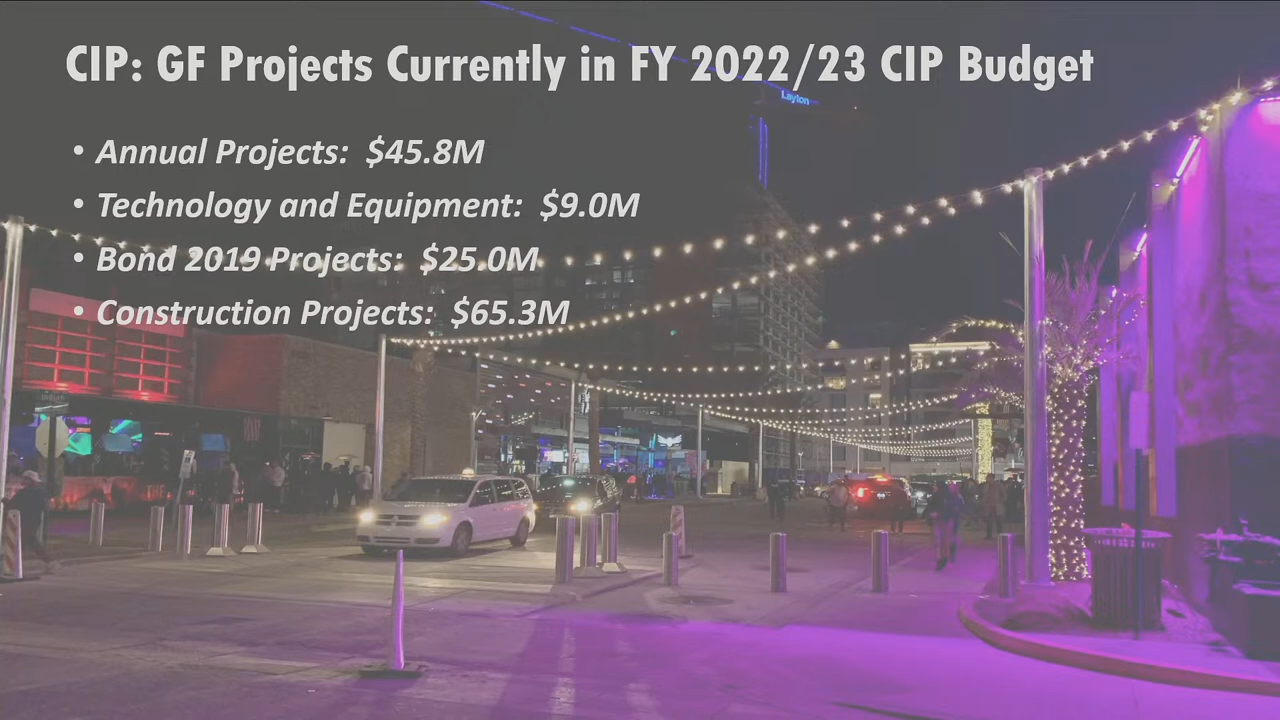 CIP: GF Projects Currently in FY 2022/23 CIP Budget
Layton
• Annual Projects: $45.8M
• Technology and Equipment: $9.0M
• Bond 2019 Projects: $25.0M
• Construction Projects: $65.3M